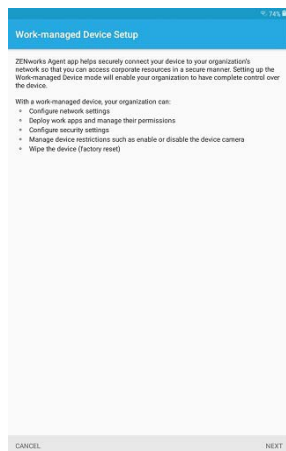 74%
Work-managed Device Setup
ZENworks Agent app helps securely connect your device to your organization's
network so that you can access corporate resources in a secure manner. Setting up the
Work-managed Device mode will enable your organization to have complete control over
the device.
With a work-managed device, your organization can:
• Configure network settings
• Deploy work apps and manage their permissions
• Configure security settings
• Manage device restrictions such as enable or disable the device camera
• Wipe the device (factory reset)
CANCEL NEXT